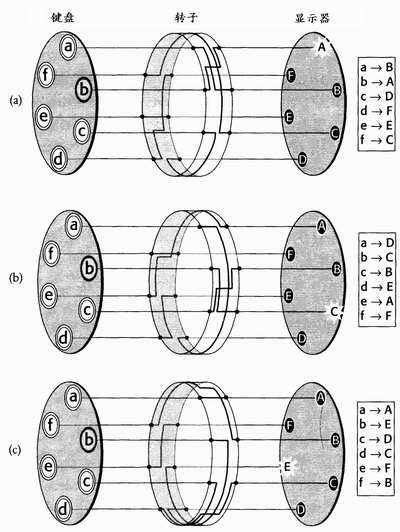 键盘 转子 显示器
(a)
a
f
b
e
c
d
A
F
B
E
C
D
a → B
b → A
c → D
d → F
e → E
f → C
(b)
a
f
b
e
c
d
A
F
B
E
C
D
a → D
b → C
c → B
d → E
e → A
f → F
(c)
a
f
b
e
c
d
A
F
B
E
C
D
a → A
b → E
c → D
d → C
e → F
f → B